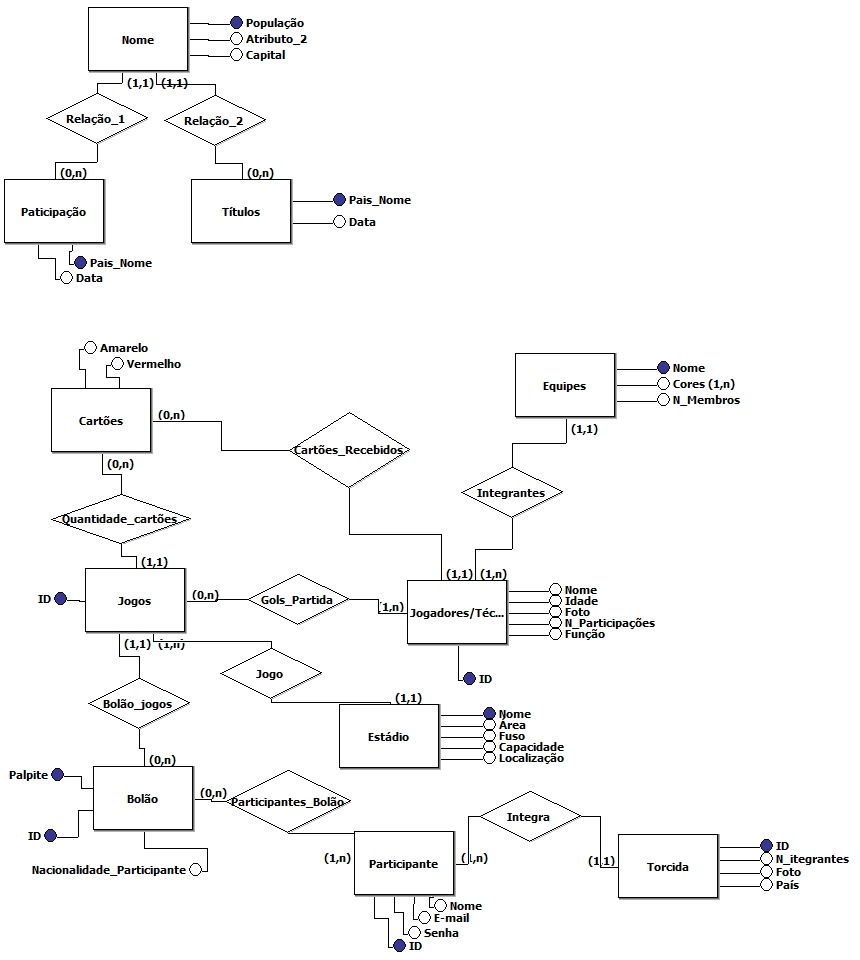 Nome
População
Atributo_2
Capital
(1,1)
(1,1)
Relação_1
Relação_2
(0,n)
(0,n)
Paticipação
Títulos
Pais_Nome
Data
Pais_Nome
Data
Amarelo
Vermelho
Cartões
(0,n)
Equipes
Nome
Cores (1,n)
N_Membros
(1,1)
Cartões_Recebidos
(0,n)
Integrantes
Quantidade_cartões
(1,1)
(1,1)
(1,n)
ID
Jogos
(0,n)
Gols_Partida
(1,n)
Jogadores/Téc...
Nome
Idade
Foto
N_Participações
Função
ID
(1,1)
(1,n)
Jogo
Bolão_jogos
(1,1)
Estádio
Nome
Area
Fuso
Capacidade
Localização
(0,n)
Palpite
Bolão
(0,n)
Participantes_Bolão
ID
Integra
Nacionalidade_Participante
(1,n)
Participante
(1,n)
(1,1)
Torcida
ID
N_itegrantes
Foto
País
Nome
E-mail
Senha
ID